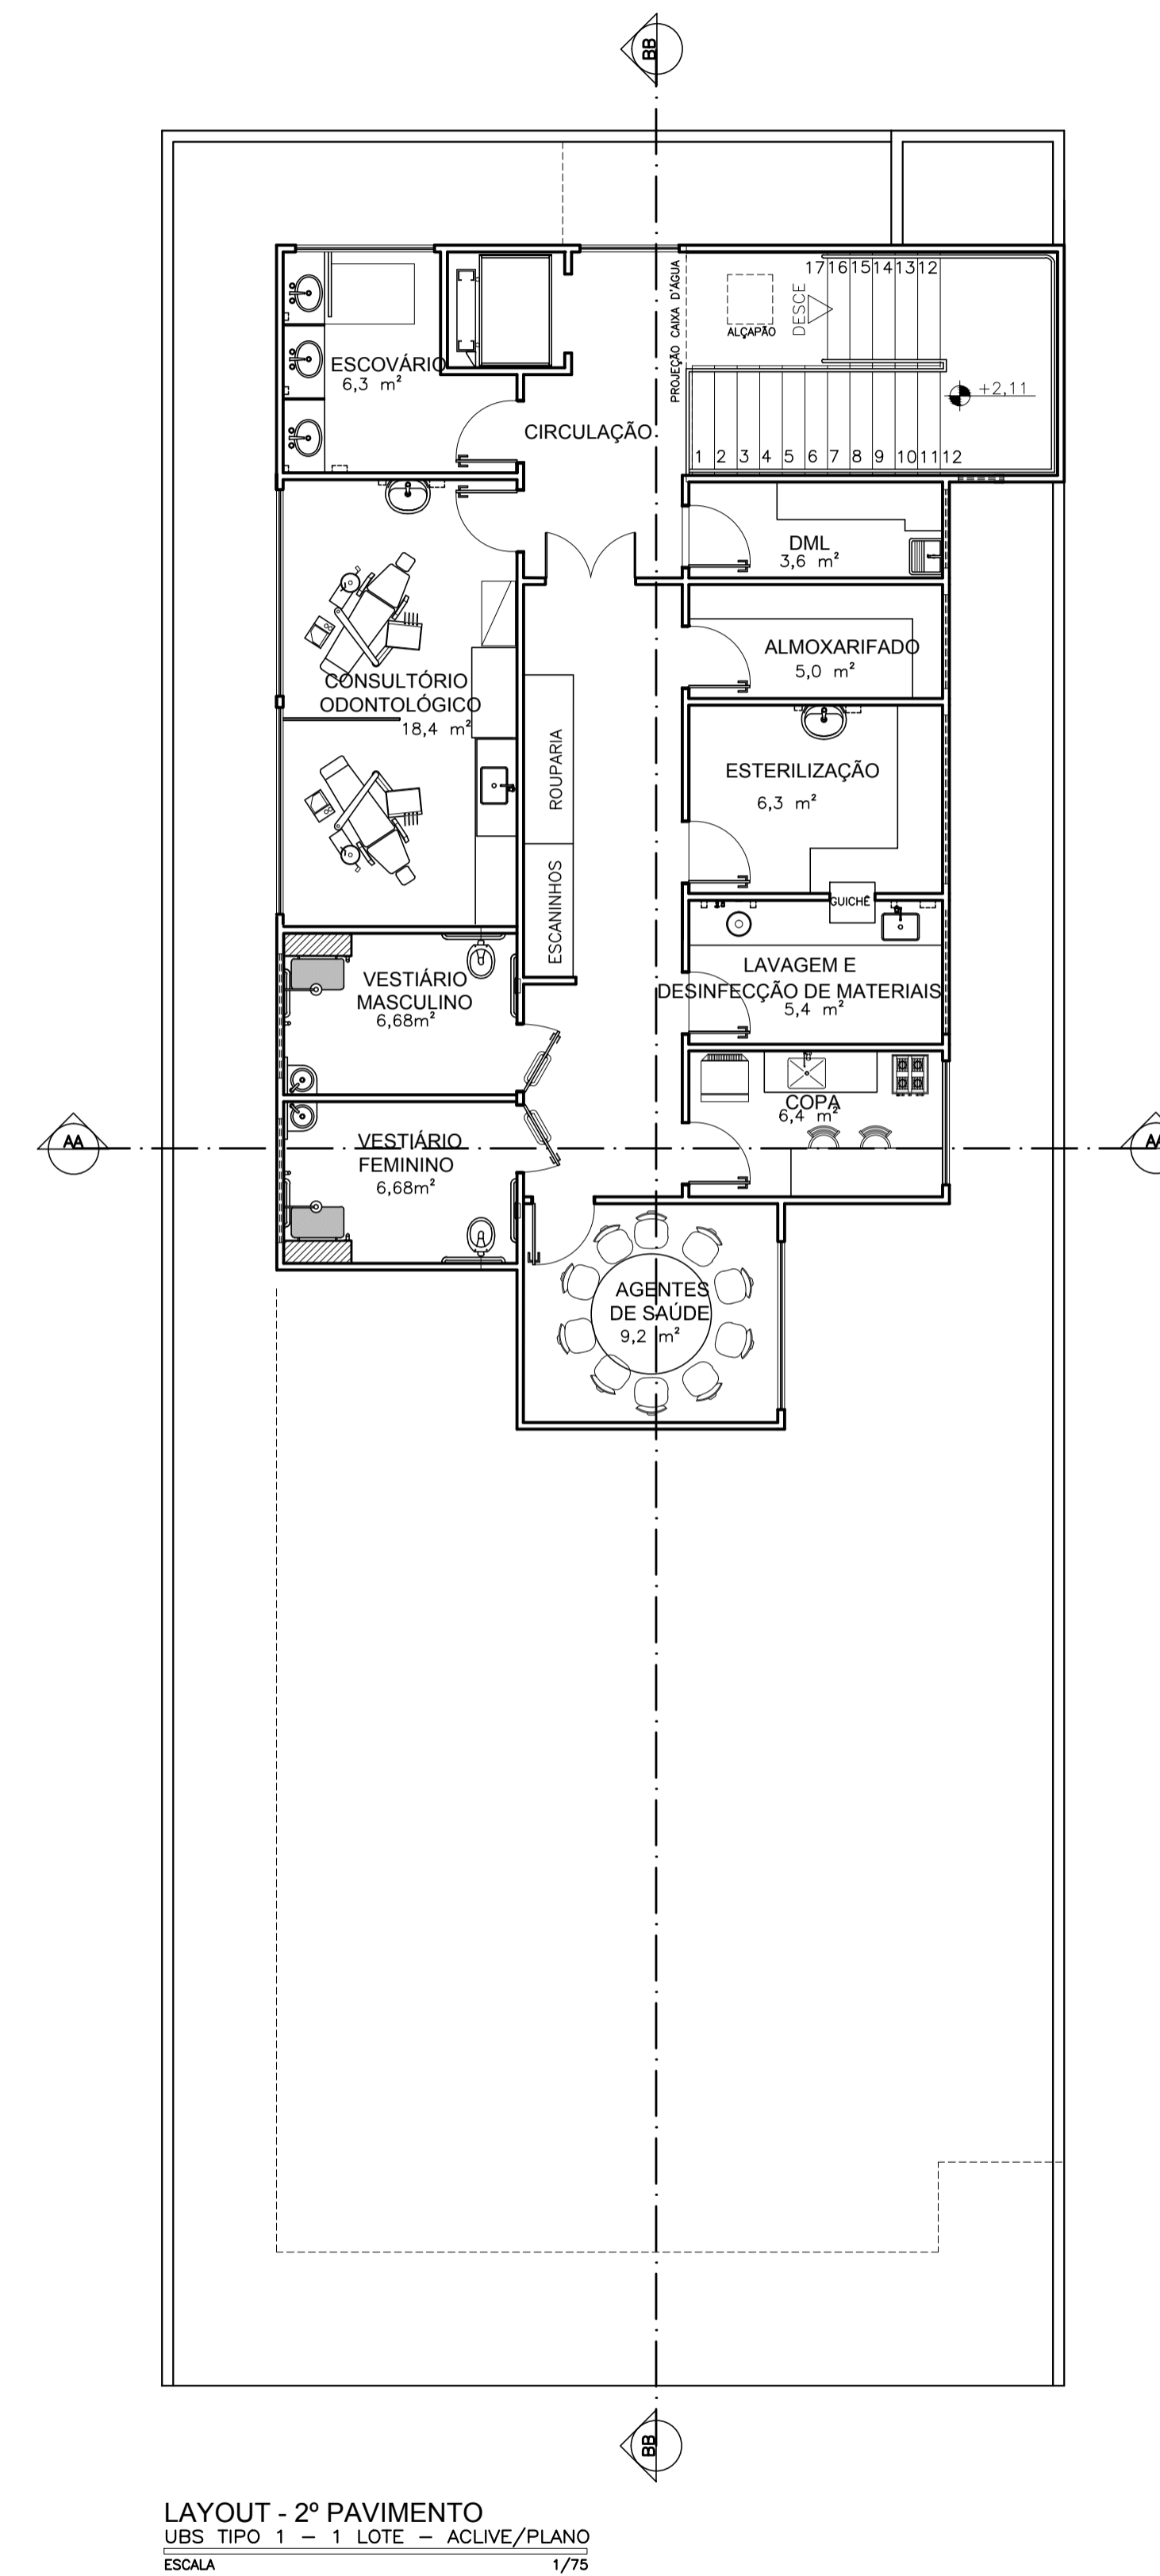 BB
PROJEÇÃO CAIXA D'ÁGUA
ALÇAPÃO
DESCE
17 16 15 14 13 12
ESCOVÁRIO
6,3 m²
+2,11
CIRCULAÇÃO
1 2 3 4 5 6 7 8 9 10 11 12
DML
3,6 m²
ALMOXARIFADO
5,0 m²
CONSULTÓRIO
ODONTOLÓGICO
18,4 m²
ROUPARIA
ESTERILIZAÇÃO
6,3 m²
ESCANINHOS
GUICHÊ
VESTIÁRIO
MASCULINO
6,68m²
LAVAGEM E
DESINFECÇÃO DE MATERIAIS
5,4 m²
COPA
6,4 m²
AA
AA
VESTIÁRIO
FEMININO
6,68m²
AGENTES
DE SAÚDE
9,2 m²
BB
LAYOUT - 2º PAVIMENTO
UBS TIPO 1 - 1 LOTE - ACLIVE/PLANO
ESCALA 1/75